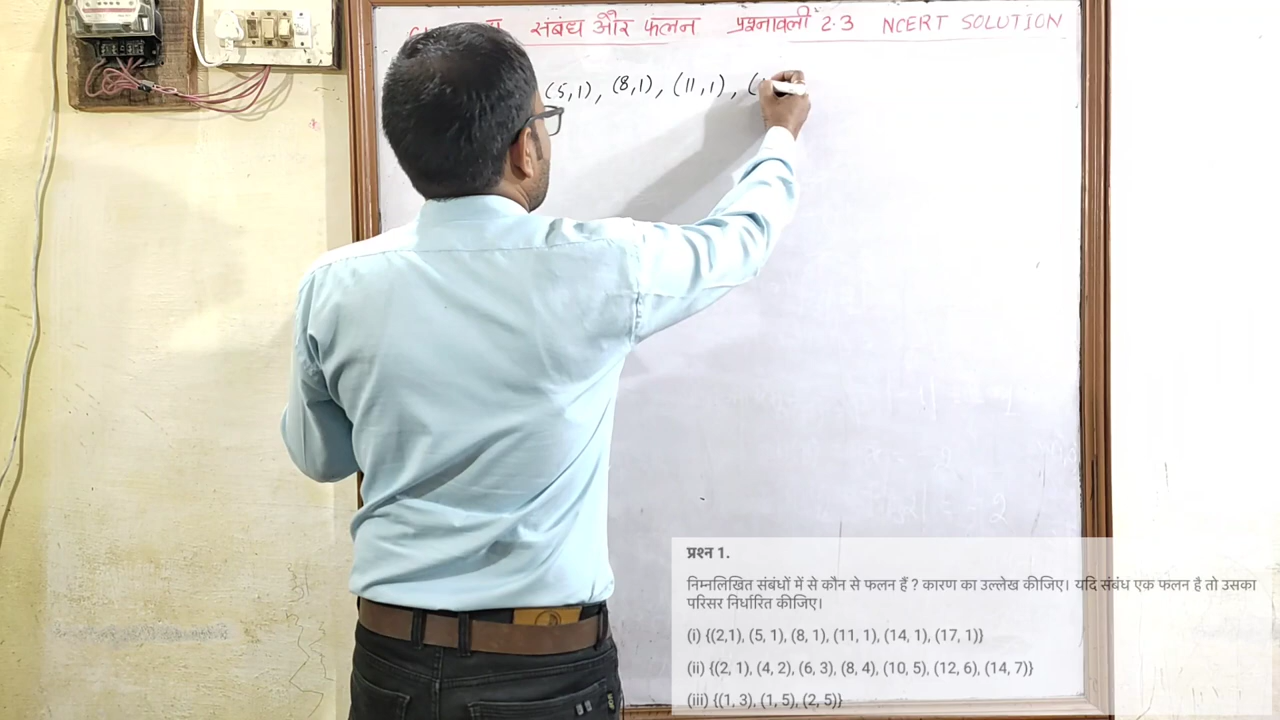 संबंध और फलन प्रश्नावली 2.3 NCERT SOLUTION
(5,1), (8,1), (11,1), (
प्रश्न 1.
निम्नलिखित संबंधों में से कौन से फलन हैं ? कारण का उल्लेख कीजिए। यदि संबंध एक फलन है तो उसका
परिसर निर्धारित कीजिए।
(i) {(2,1), (5, 1), (8, 1), (11, 1), (14, 1), (17, 1)}
(ii) {(2, 1), (4, 2), (6, 3), (8, 4), (10, 5), (12, 6), (14, 7)}
(iii) {(1, 3), (1, 5), (2, 5)}